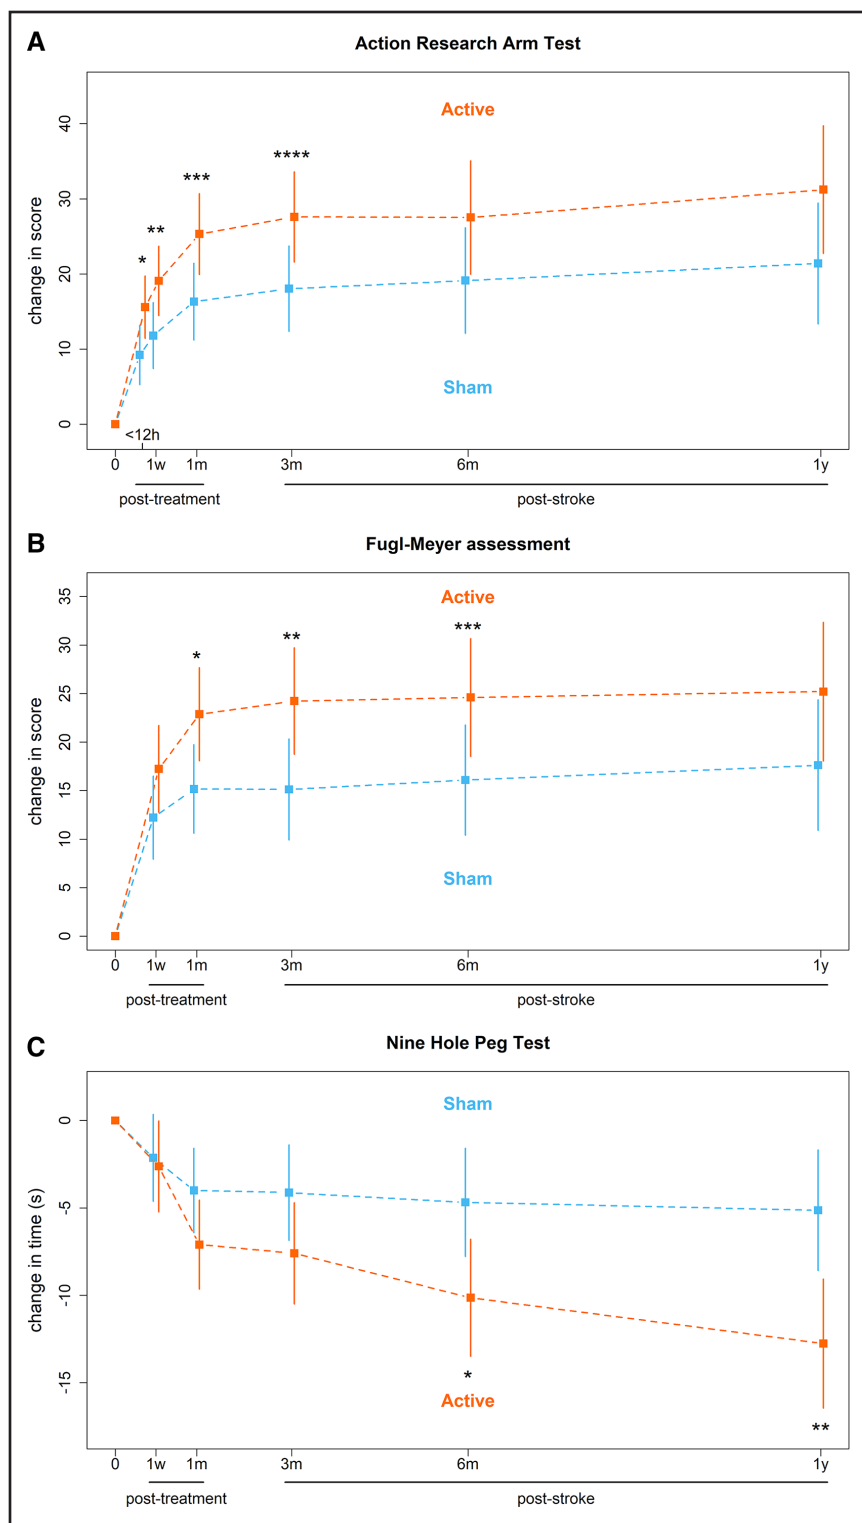 A
Action Research Arm Test
Active
change in score
40
30
20
10
0
*
**
***
****
Sham
<12h
0 1w 1m 3m 6m 1y
post-treatment post-stroke
B
Fugl-Meyer assessment
Active
change in score
35
30
25
20
15
10
5
0
*
**
***
Sham
0 1w 1m 3m 6m 1y
post-treatment post-stroke
C
Nine Hole Peg Test
Sham
change in time (s)
0
-5
-10
-15
*
Active
**
0 1w 1m 3m 6m 1y
post-treatment post-stroke